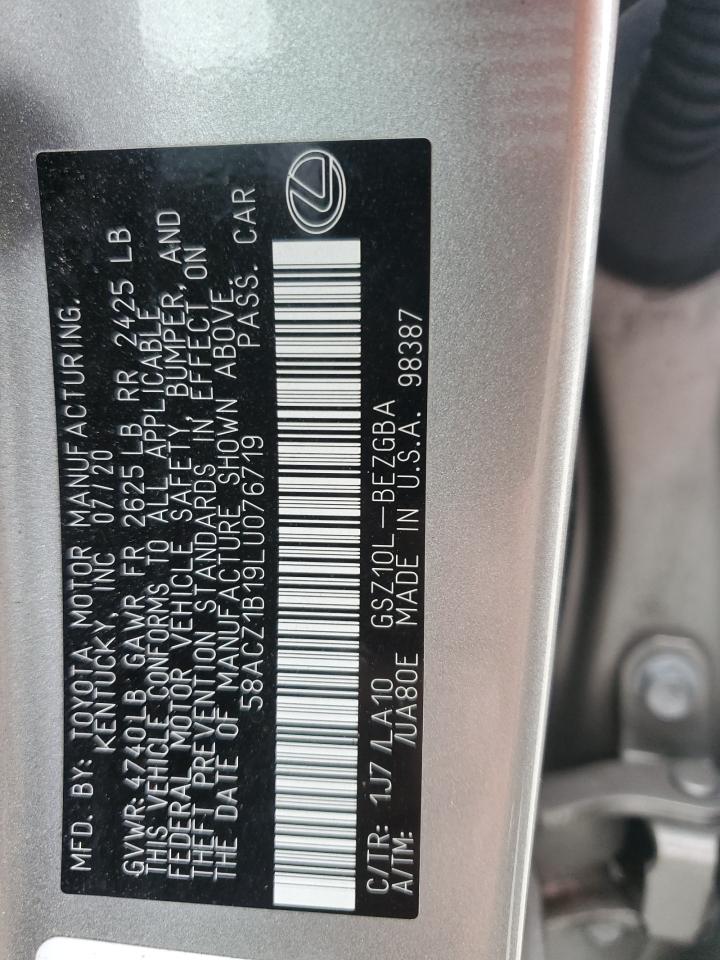 MFD. BY: TOYOTA MOTOR MANUFACTURING.
KENTUCKY, INC 07/20
GVWR: 4740LB GAWR FR 2625 LB RR 2425 LB
THIS VEHICLE CONFORMS TO ALL APPLICABLE
FEDERAL MOTOR VEHICLE SAFETY, BUMPER, AND
THEFT PREVENTION STANDARDS IN EFFECT ON
THE DATE OF MANUFACTURE SHOWN ABOVE.
58ACZ1B19LU076719 PASS. CAR
C/TR: 1J7/LA10 GSZ10L-BEZGBA
A/TM: /UA80E MADE IN U.S.A. 98387